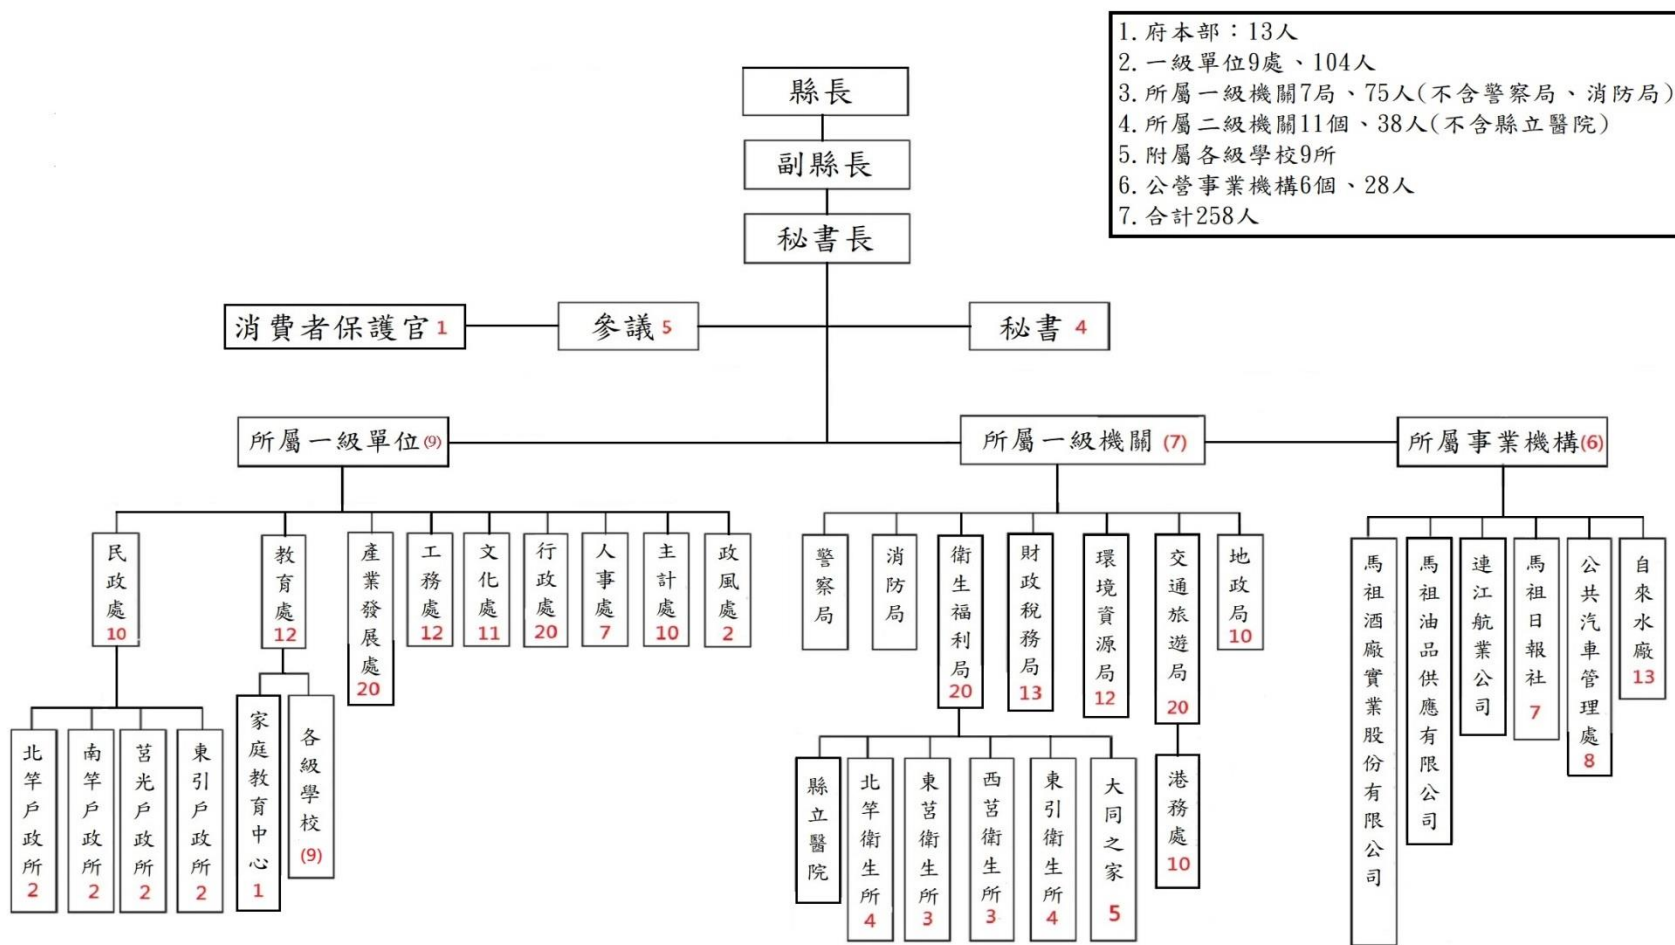 1.府本部：13人
2.一級單位9處、104人
3.所屬一級機關7局、75人(不含警察局、消防局)
4.所屬二級機關11個、38人(不含縣立醫院)
5.附屬各級學校9所
6.公營事業機構6個、28人
7.合計258人
縣長
副縣長
秘書長
消費者保護官 1
參議 5
秘書 4
所屬一級單位(9)
所屬一級機關 (7)
所屬事業機構(6)
民政處 10
教育處 12
產業發展處 20
工務處 12
文化處 11
行政處 20
人事處 7
主計處 10
政風處 2
警察局
消防局
衛生福利局 20
財政稅務局 13
環境資源局 12
交通旅遊局 20
地政局 10
馬祖酒廠實業股份有限公司
馬祖油品供應有限公司
連江航業公司
馬祖日報社 7
公共汽車管理處 8
自來水廠 13
北竿戶政所 2
南竿戶政所 2
莒光戶政所 2
東引戶政所 2
家庭教育中心 1
各級學校 (9)
縣立醫院
北竿衛生所 4
東莒衛生所 3
西莒衛生所 3
東引衛生所 4
大同之家 5
港務處 10